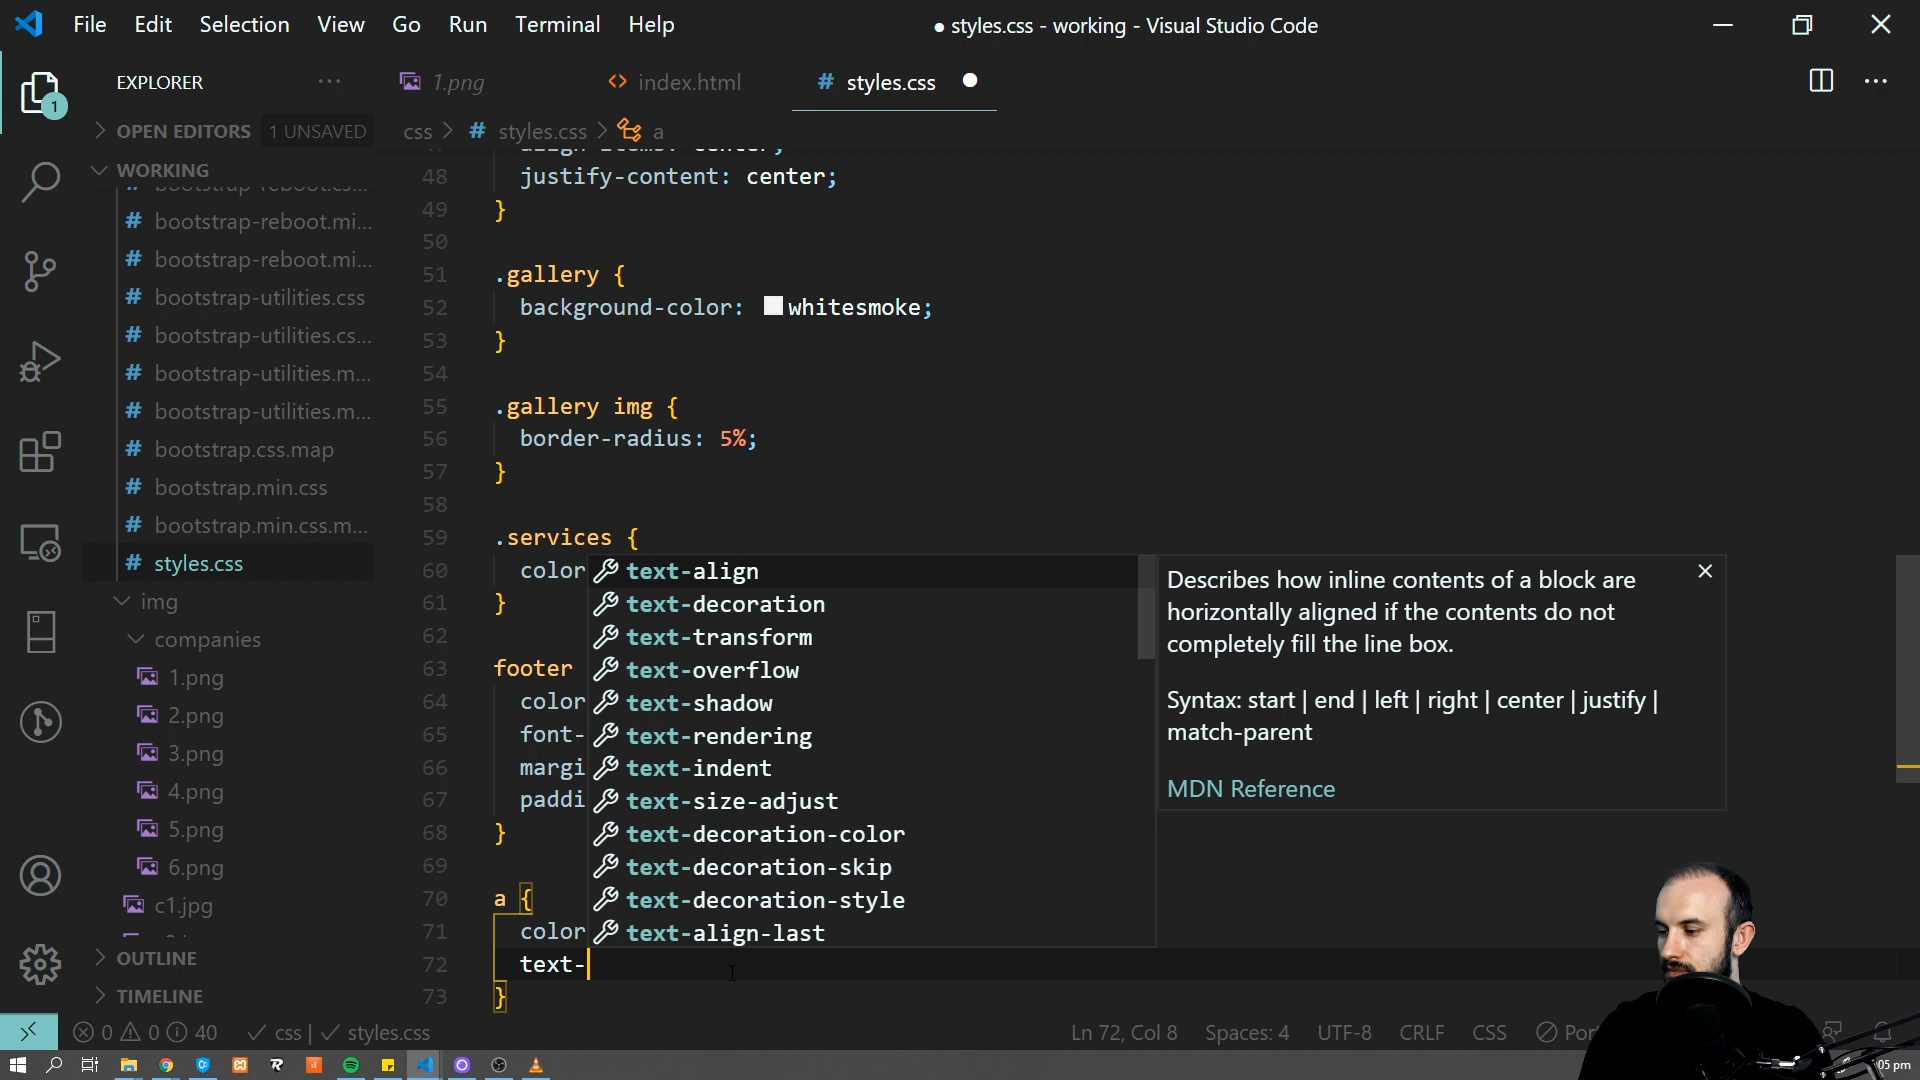 File Edit Selection View Go Run Terminal Help
● styles.css - working - Visual Studio Code
EXPLORER
1.png
index.html
# styles.css
OPEN EDITORS 1 UNSAVED
css > # styles.css > a
WORKING
# bootstrap-reboot.cs...
# bootstrap-reboot.mi...
# bootstrap-reboot.mi...
# bootstrap-utilities.css
# bootstrap-utilities.cs...
# bootstrap-utilities.m...
# bootstrap-utilities.m...
# bootstrap.css.map
# bootstrap.min.css
# bootstrap.min.css.m...
# styles.css
img
companies
1.png
2.png
3.png
4.png
5.png
6.png
c1.jpg
OUTLINE
TIMELINE
align-items: center;
48 justify-content: center;
49 }
50
51 .gallery {
52 background-color: whitesmoke;
53 }
54
55 .gallery img {
56 border-radius: 5%;
57 }
58
59 .services {
60 color
61 }
62
63 footer
64 color
65 font-
66 margi
67 paddi
68 }
69
70 a {
71 color
72 text-
73 }
text-align
text-decoration
text-transform
text-overflow
text-shadow
text-rendering
text-indent
text-size-adjust
text-decoration-color
text-decoration-skip
text-decoration-style
text-align-last
Describes how inline contents of a block are
horizontally aligned if the contents do not
completely fill the line box.
Syntax: start | end | left | right | center | justify |
match-parent
MDN Reference
1
0 0 40 ✓ css | ✓ styles.css
Ln 72, Col 8 Spaces: 4 UTF-8 CRLF CSS
05 pm